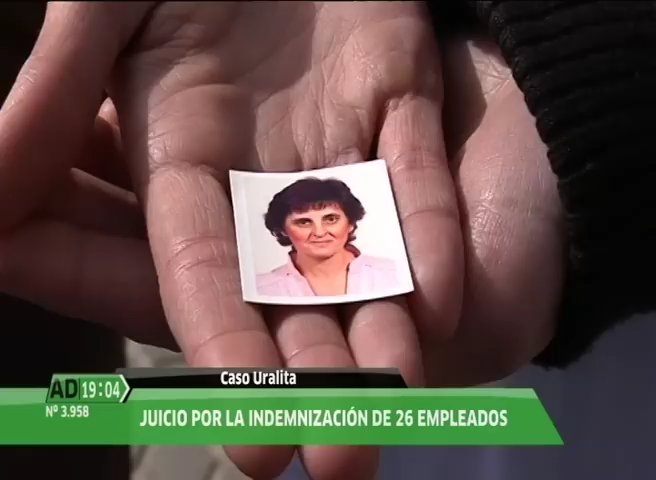 Caso Uralita
AD 19:04
Nº 3.958
JUICIO POR LA INDEMNIZACIÓN DE 26 EMPLEADOS